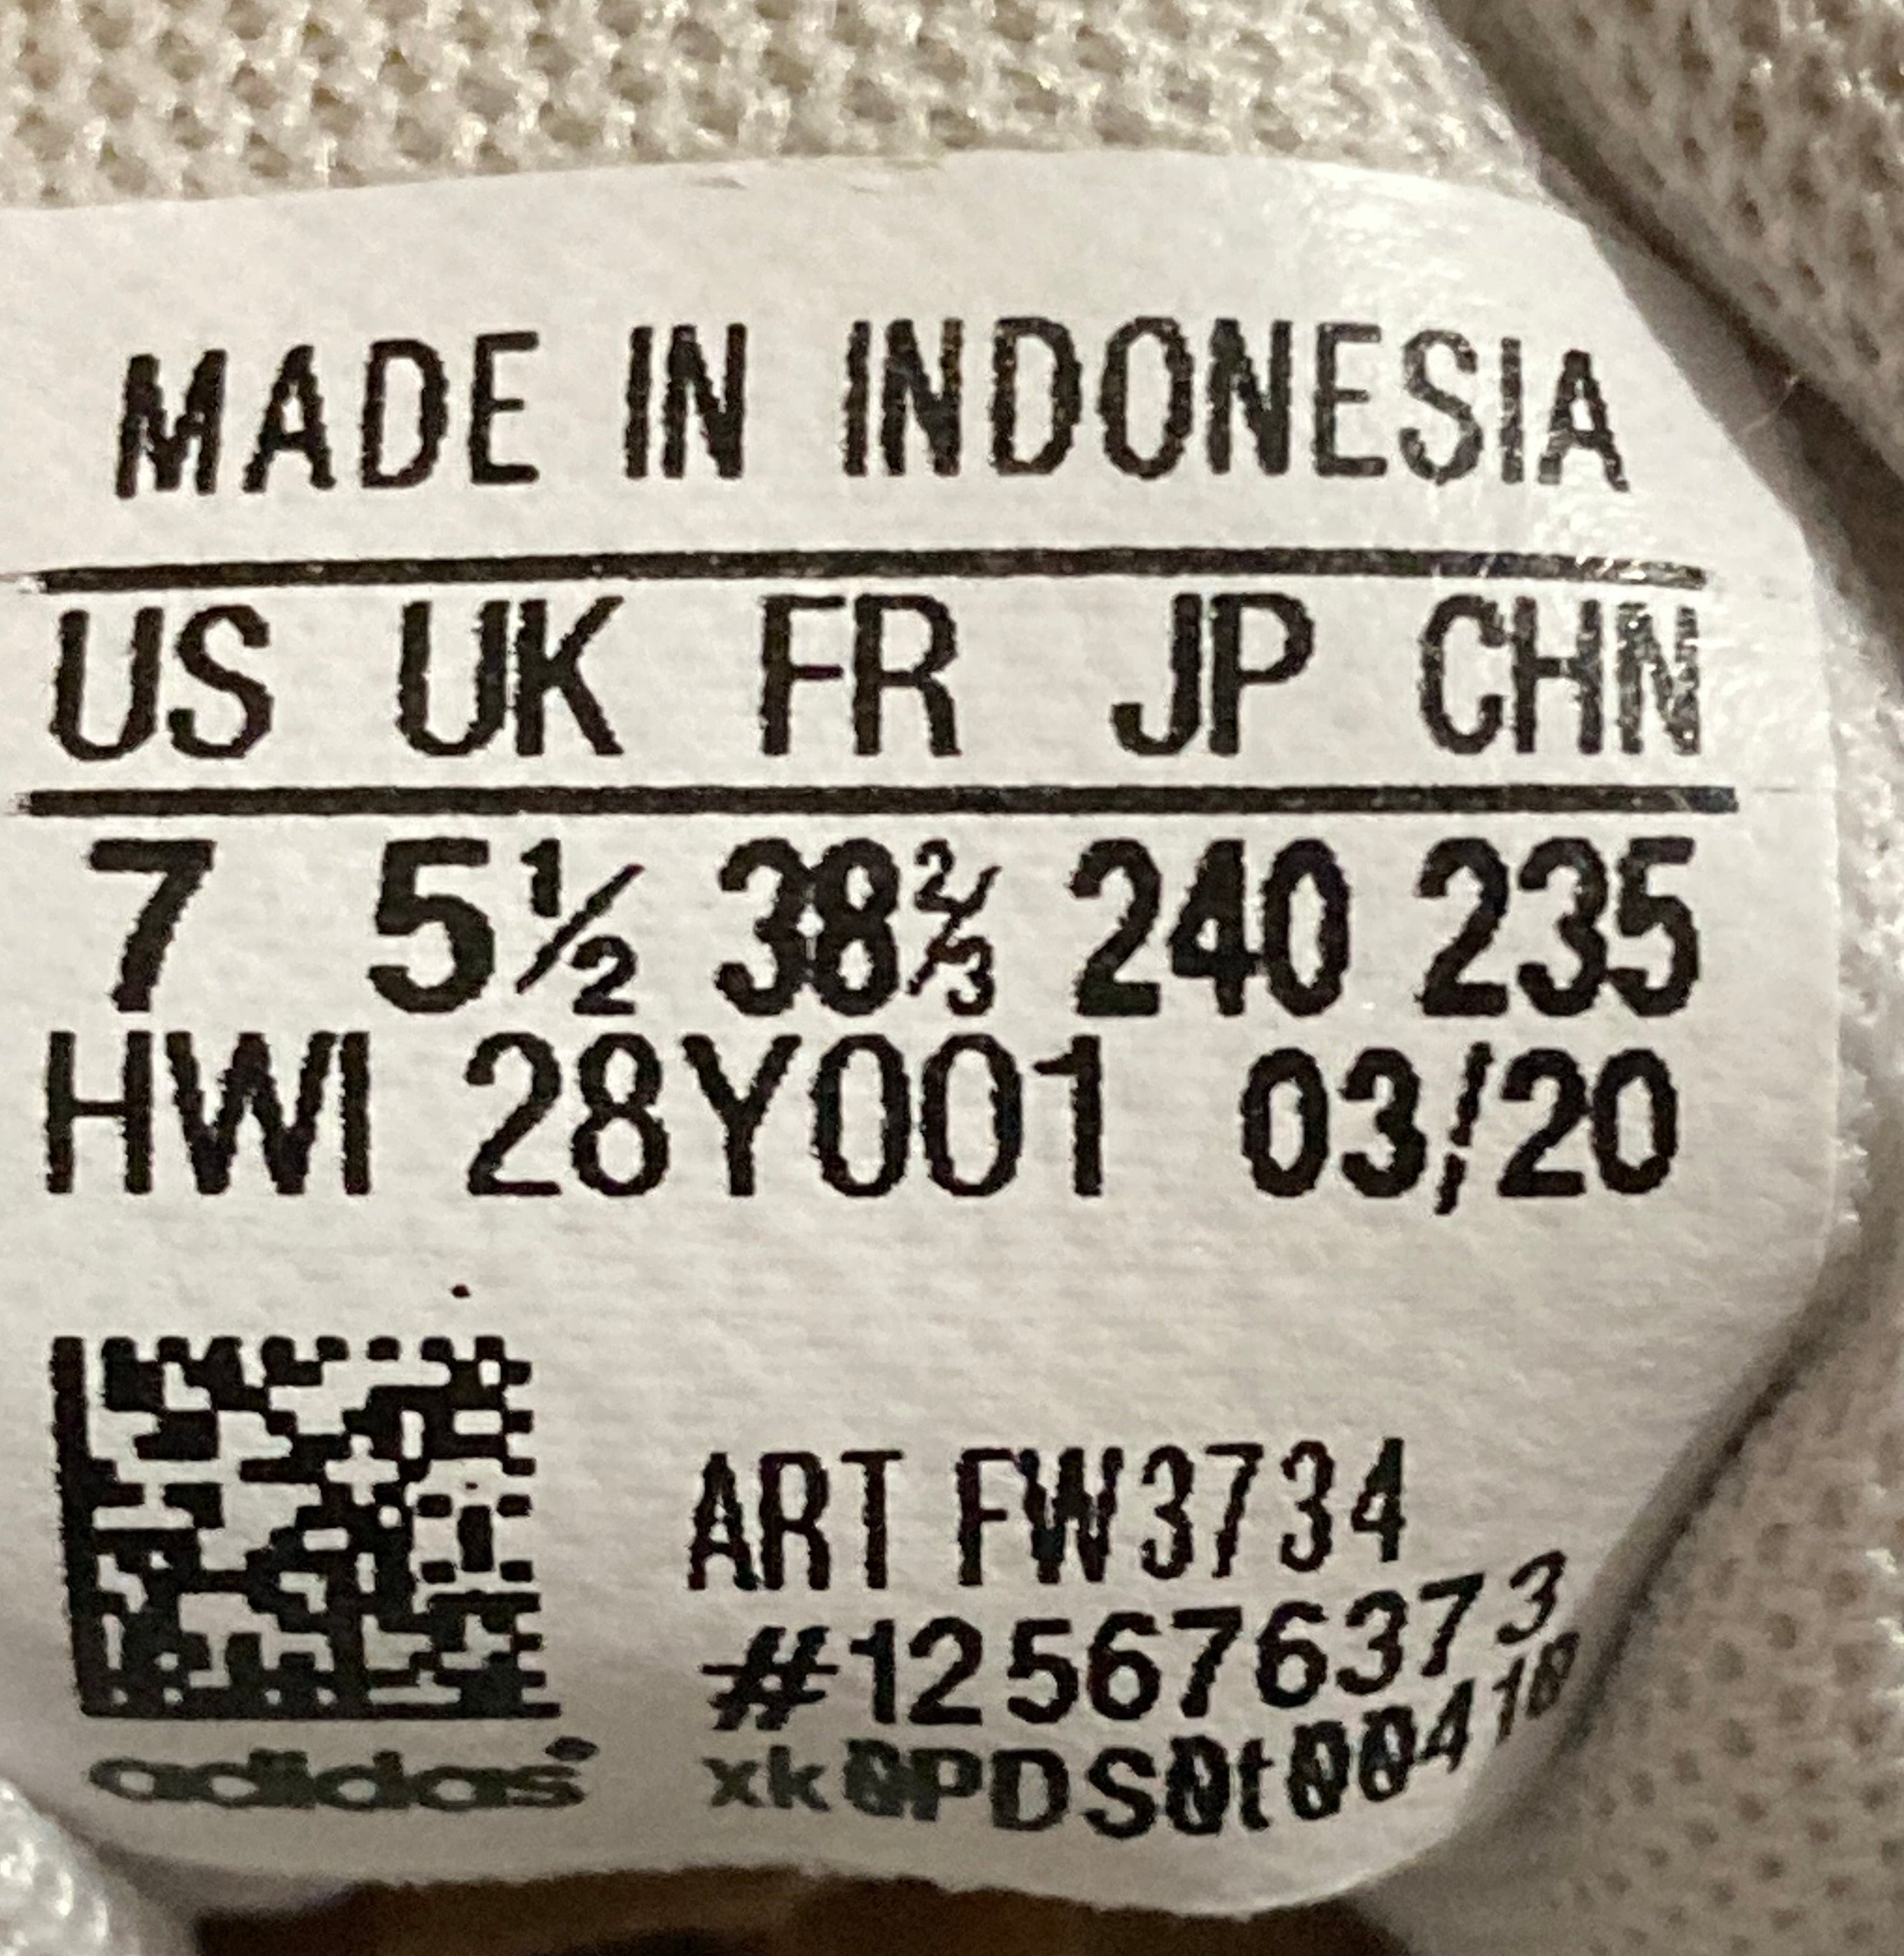 MADE IN INDONESIA
US UK FR JP CHN
7 5½ 38⅔ 240 235
HWI 28Y001 03/20
ART FW3734
#125676373
xk0PDS0t00418
adidas